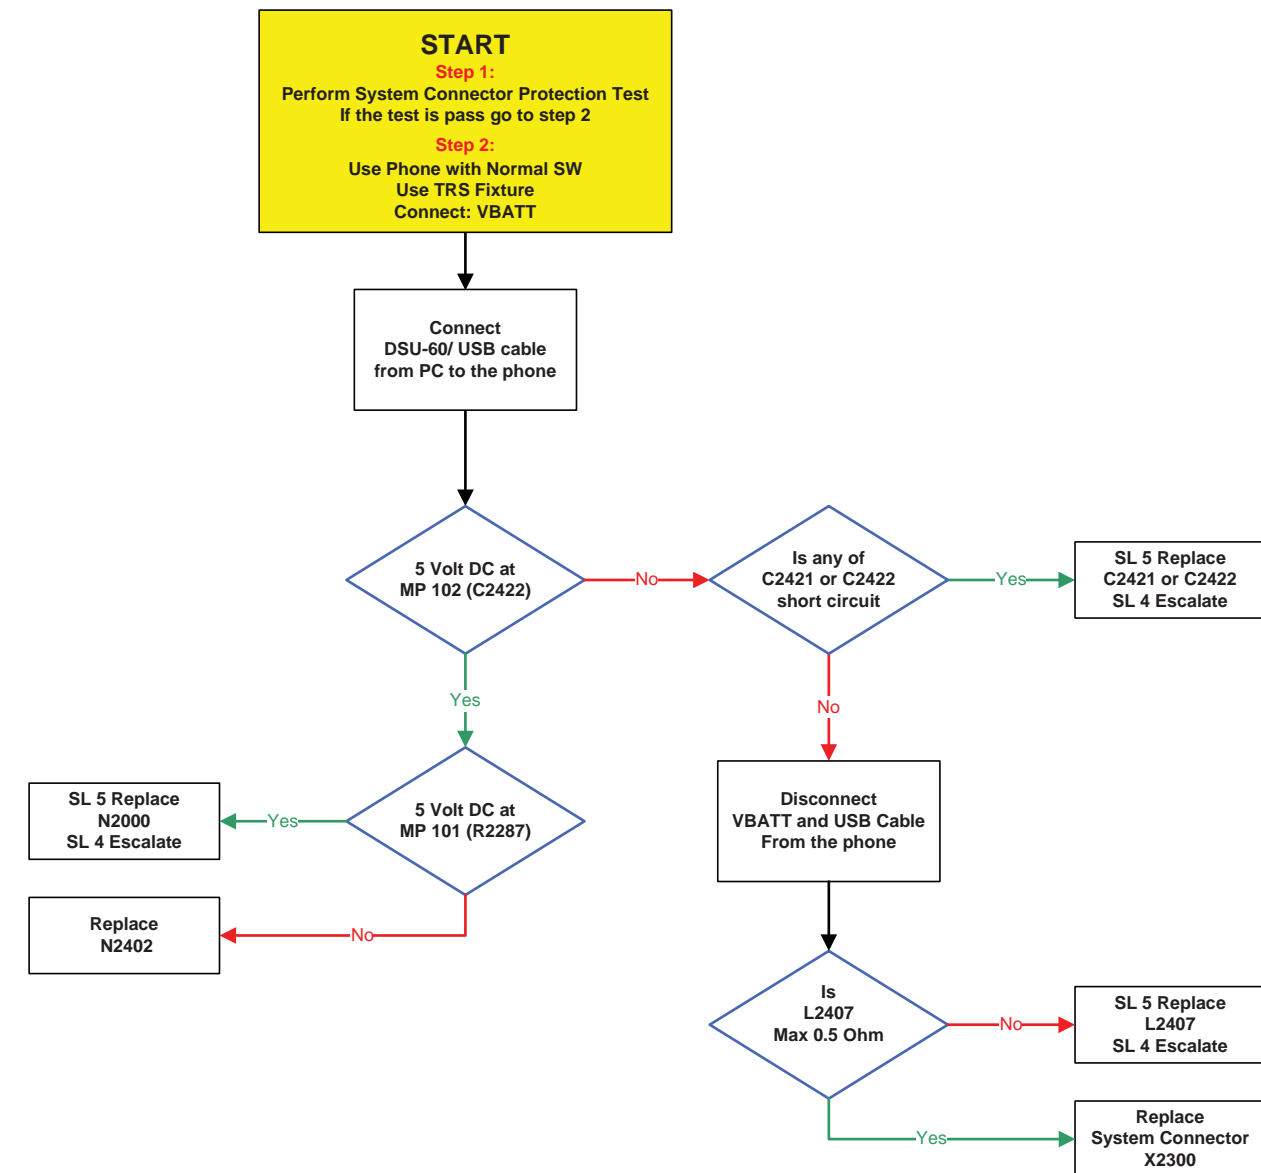 START
Step 1:
Perform System Connector Protection Test
If the test is pass go to step 2
Step 2:
Use Phone with Normal SW
Use TRS Fixture
Connect: VBATT
Connect
DSU-60/ USB cable
from PC to the phone
5 Volt DC at
MP 102 (C2422)
No
Is any of
C2421 or C2422
short circuit
Yes
SL 5 Replace
C2421 or C2422
SL 4 Escalate
Yes
No
5 Volt DC at
MP 101 (R2287)
Yes
SL 5 Replace
N2000
SL 4 Escalate
No
Replace
N2402
Disconnect
VBATT and USB Cable
From the phone
Is
L2407
Max 0.5 Ohm
No
SL 5 Replace
L2407
SL 4 Escalate
Yes
Replace
System Connector
X2300